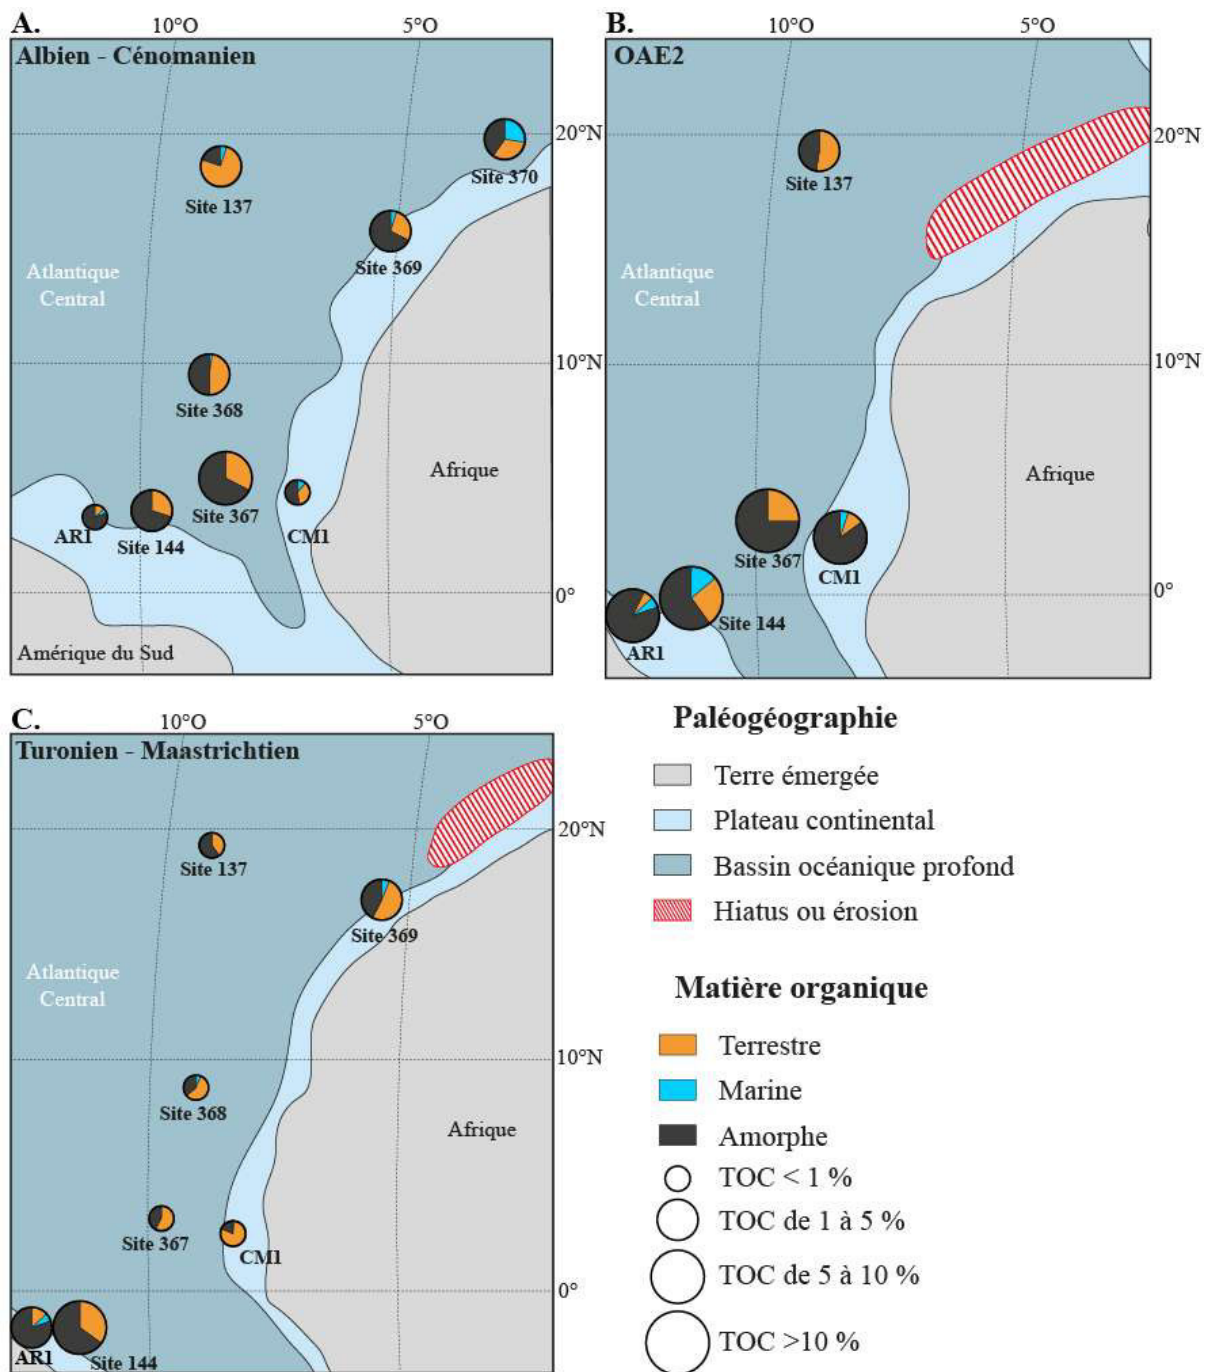 A.
10°O
5°O
Albien - Cénomanien
20°N
Site 370
Site 137
Site 369
Atlantique
Central
10°N
Site 368
Afrique
Site 367
AR1
Site 144
CM1
0°
Amérique du Sud
B.
10°O
5°O
OAE2
20°N
Site 137
Atlantique
Central
10°N
Afrique
Site 367
CM1
0°
Site 144
AR1
C.
10°O
5°O
Turonien - Maastrichtien
20°N
Site 137
Site 369
Atlantique
Central
10°N
Site 368
Afrique
Site 367
CM1
0°
AR1
Site 144
Paléogéographie
Terre émergée
Plateau continental
Bassin océanique profond
Hiatus ou érosion
Matière organique
Terrestre
Marine
Amorphe
TOC < 1 %
TOC de 1 à 5 %
TOC de 5 à 10 %
TOC >10 %